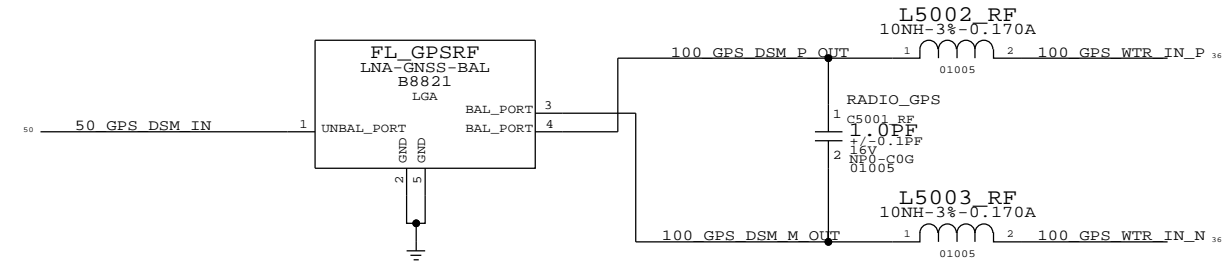 L5002_RF
10NH-3%-0.170A
FL_GPSRF
LNA-GNSS-BAL
B8821
LGA
100 GPS DSM P OUT
1
2
100 GPS WTR IN P
36
01005
BAL_PORT
3
RADIO_GPS
50
50 GPS DSM IN
1
UNBAL_PORT
BAL_PORT
4
1
C5001 RF
1.0PF
+/-0.1PF
16V
NP0-C0G
01005
2
GND
GND
2
5
L5003_RF
10NH-3%-0.170A
100 GPS DSM M OUT
1
2
100 GPS WTR IN N
36
01005